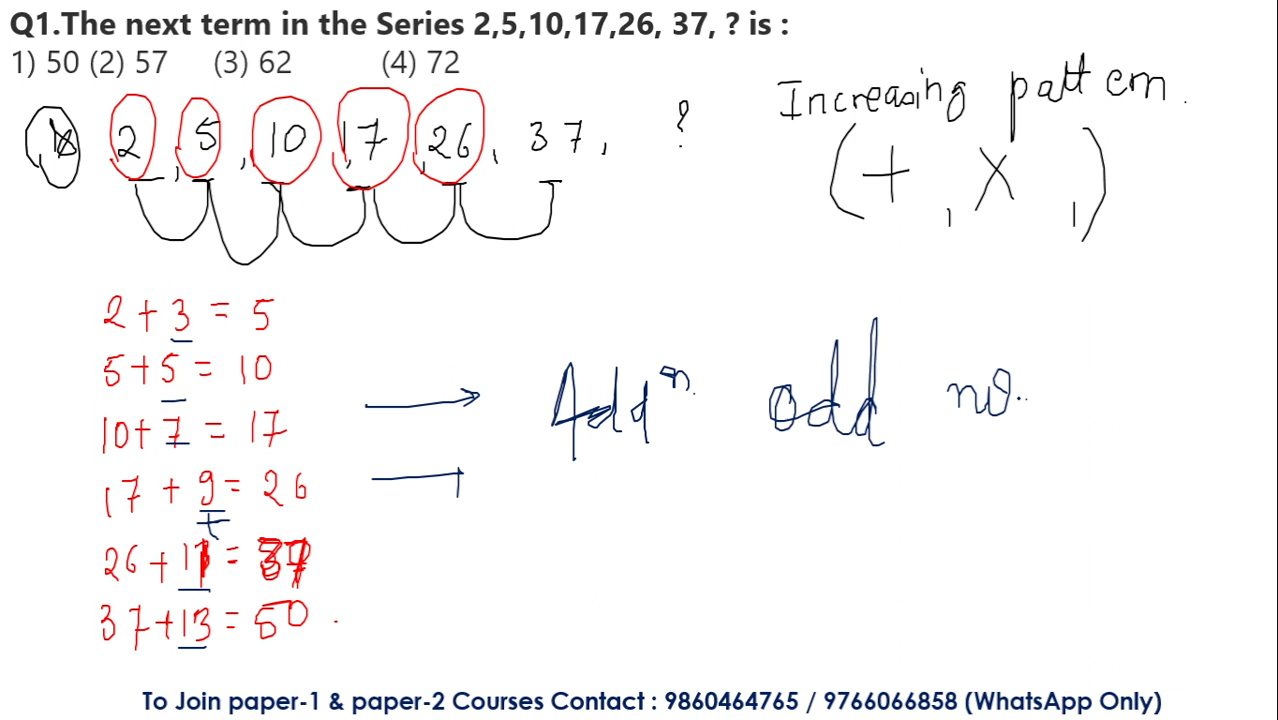 Q1.The next term in the Series 2,5,10,17,26, 37, ? is :
1) 50 (2) 57 (3) 62 (4) 72
Increasing pattern.
2, 5, 10, 17, 26, 37, ?
(+, X, )
2 + 3 = 5
5 + 5 = 10
10 + 7 = 17
Addn. odd no.
17 + 9 = 26
26 + 11 = 37
37 + 13 = 50 .
To Join paper-1 & paper-2 Courses Contact : 9860464765 / 9766066858 (WhatsApp Only)